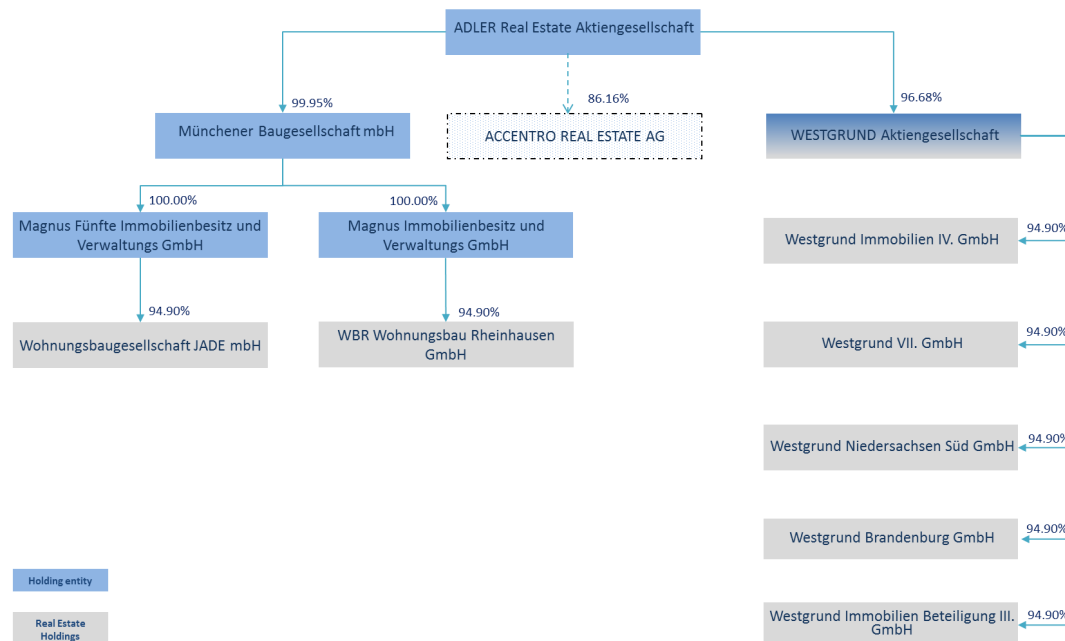 ADLER Real Estate Aktiengesellschaft
99.95%
86.16%
96.68%
Münchener Baugesellschaft mbH
ACCENTRO REAL ESTATE AG
WESTGRUND Aktiengesellschaft
100.00%
100.00%
Magnus Fünfte Immobilienbesitz und
Verwaltungs GmbH
Magnus Immobilienbesitz und
Verwaltungs GmbH
Westgrund Immobilien IV. GmbH
94.90%
94.90%
94.90%
Wohnungsbaugesellschaft JADE mbH
WBR Wohnungsbau Rheinhausen
GmbH
Westgrund VII. GmbH
94.90%
Westgrund Niedersachsen Süd GmbH
94.90%
Westgrund Brandenburg GmbH
94.90%
Holding entity
Real Estate
Holdings
Westgrund Immobilien Beteiligung III.
GmbH
94.90%